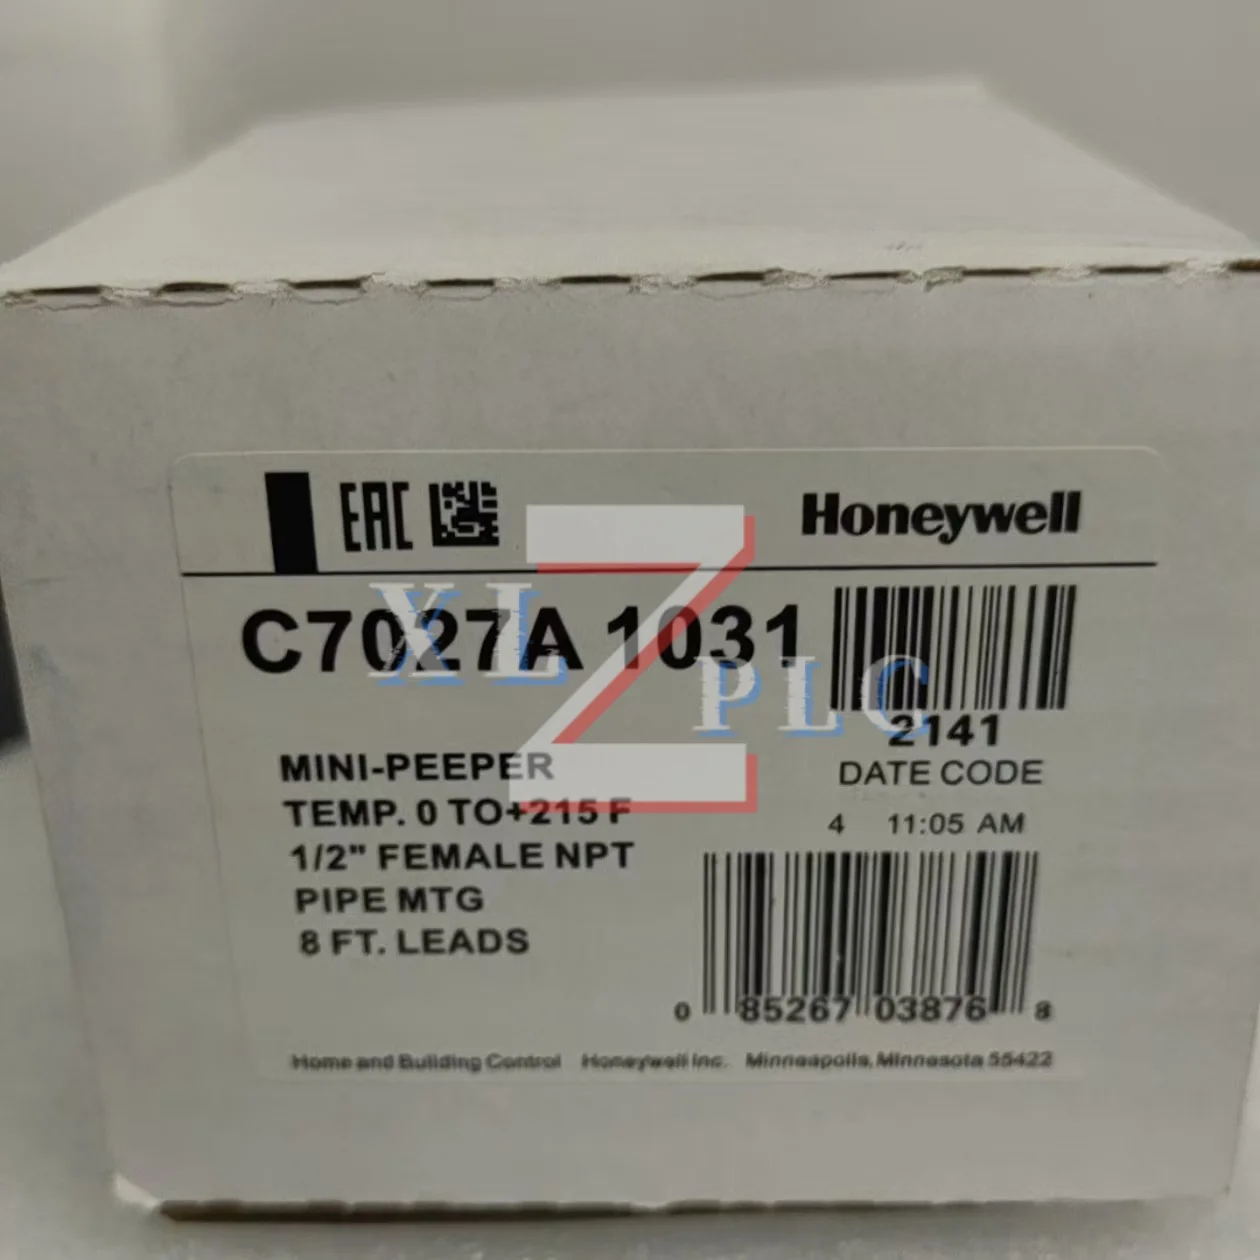 EAC
Honeywell
C7027A 1031
2141
DATE CODE
4 11:05 AM
MINI-PEEPER
TEMP. 0 TO+215 F
1/2" FEMALE NPT
PIPE MTG
8 FT. LEADS
0 85267 03876 8
Home and Building Control Honeywell Inc. Minneapolis, Minnesota 55422
XLZ PLC